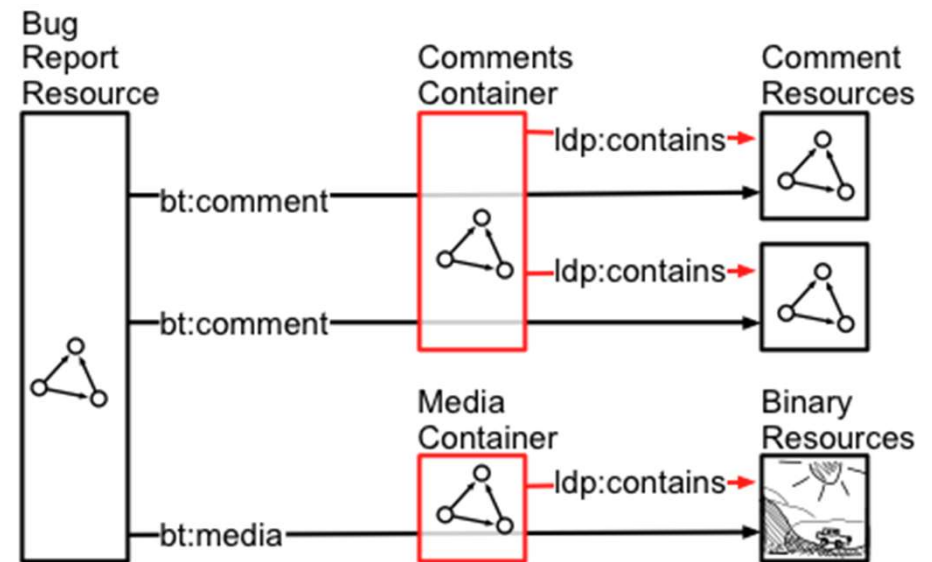 Bug
Report
Resource
Comments
Container
Comment
Resources
ldp:contains
bt:comment
ldp:contains
bt:comment
Media
Container
Binary
Resources
ldp:contains
bt:media